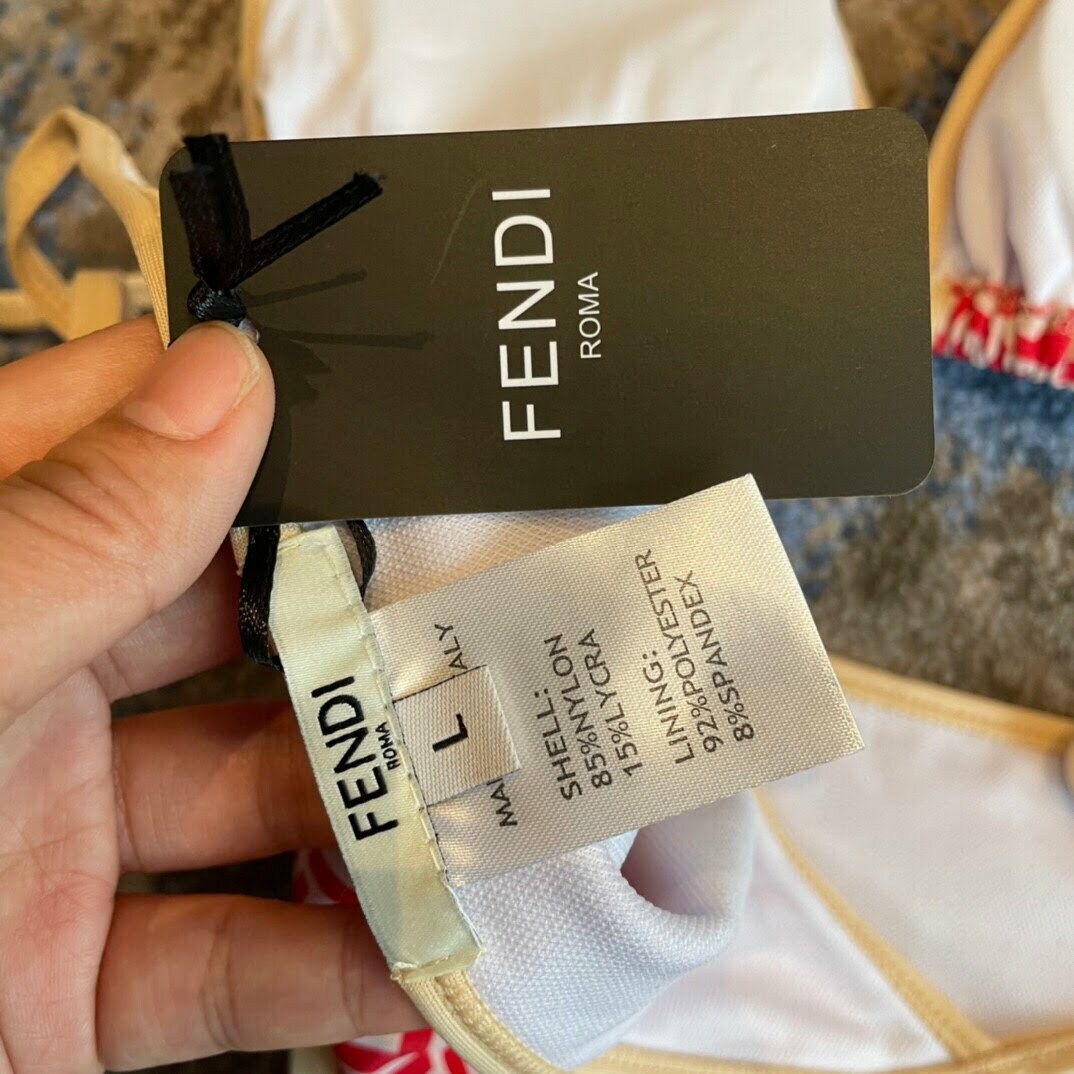 FENDI
ROMA
FENDI
ROMA
L
SHELL:
85%NYLON
15%LYCRA
LINING:
92%POLYESTER
8%SPANDEX